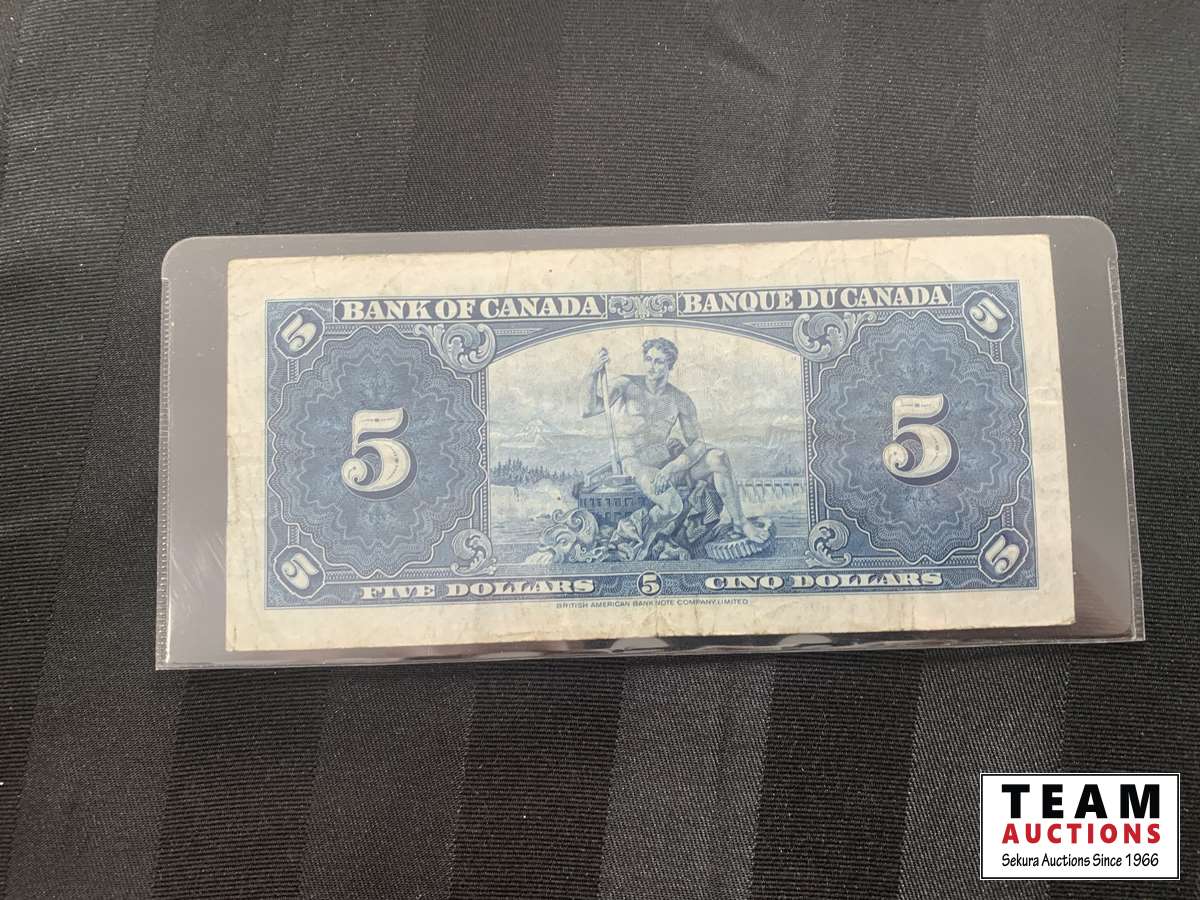 BANK OF CANADA BANQUE DU CANADA
5 5
5 5
5 5
FIVE DOLLARS 5 CINQ DOLLARS
BRITISH AMERICAN BANK NOTE COMPANY, LIMITED
TEAM
AUCTIONS
Sekura Auctions Since 1966